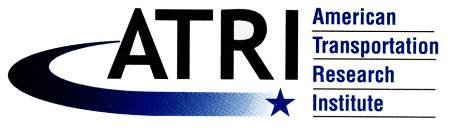 ATRI
American
Transportation
Research
Institute